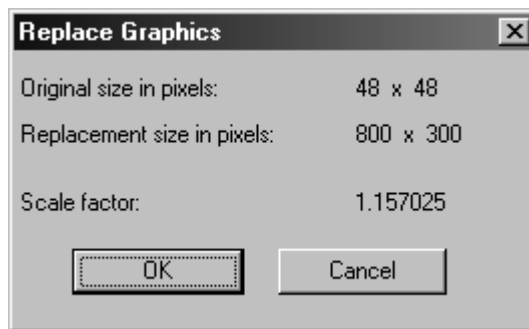 Replace Graphics
Original size in pixels: 48 x 48
Replacement size in pixels: 800 x 300
Scale factor: 1.157025
OK Cancel